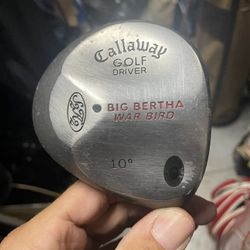 Callaway
GOLF
DRIVER
BIG BERTHA
WAR BIRD
10°